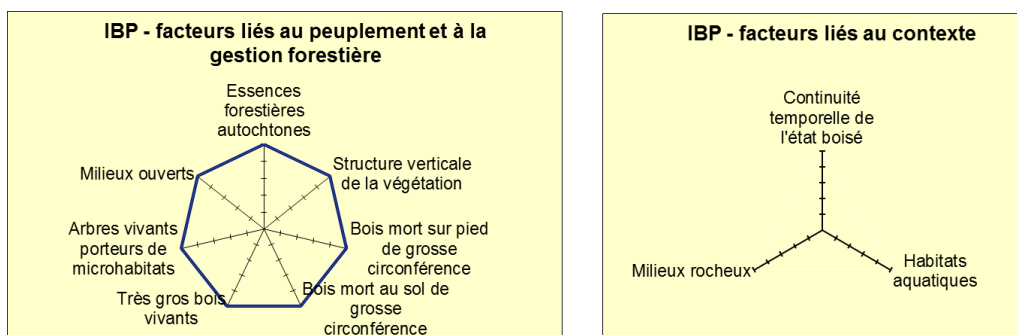 IBP - facteurs liés au peuplement et à la
gestion forestière
Essences
forestières
autochtones
Structure verticale
de la végétation
Bois mort sur pied
de grosse
circonférence
Bois mort au sol de
grosse
circonférence
Très gros bois
vivants
Arbres vivants
porteurs de
microhabitats
Milieux ouverts
IBP - facteurs liés au contexte
Continuité
temporelle de
l'état boisé
Habitats
aquatiques
Milieux rocheux